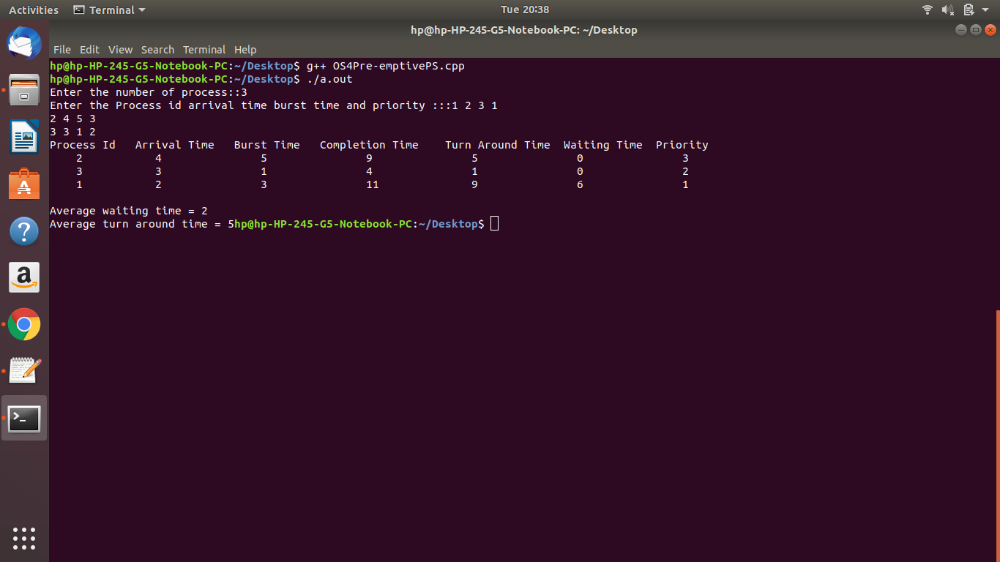 Activities Terminal Tue 20:38
hp@hp-HP-245-G5-Notebook-PC: ~/Desktop
File Edit View Search Terminal Help
hp@hp-HP-245-G5-Notebook-PC:~/Desktop$ g++ OS4Pre-emptivePS.cpp
hp@hp-HP-245-G5-Notebook-PC:~/Desktop$ ./a.out
Enter the number of process::3
Enter the Process id arrival time burst time and priority :::1 2 3 1
2 4 5 3
3 3 1 2
Process Id Arrival Time Burst Time Completion Time Turn Around Time Waiting Time Priority
2 4 5 9 5 0 3
3 3 1 4 1 0 2
1 2 3 11 9 6 1
Average waiting time = 2
Average turn around time = 5hp@hp-HP-245-G5-Notebook-PC:~/Desktop$